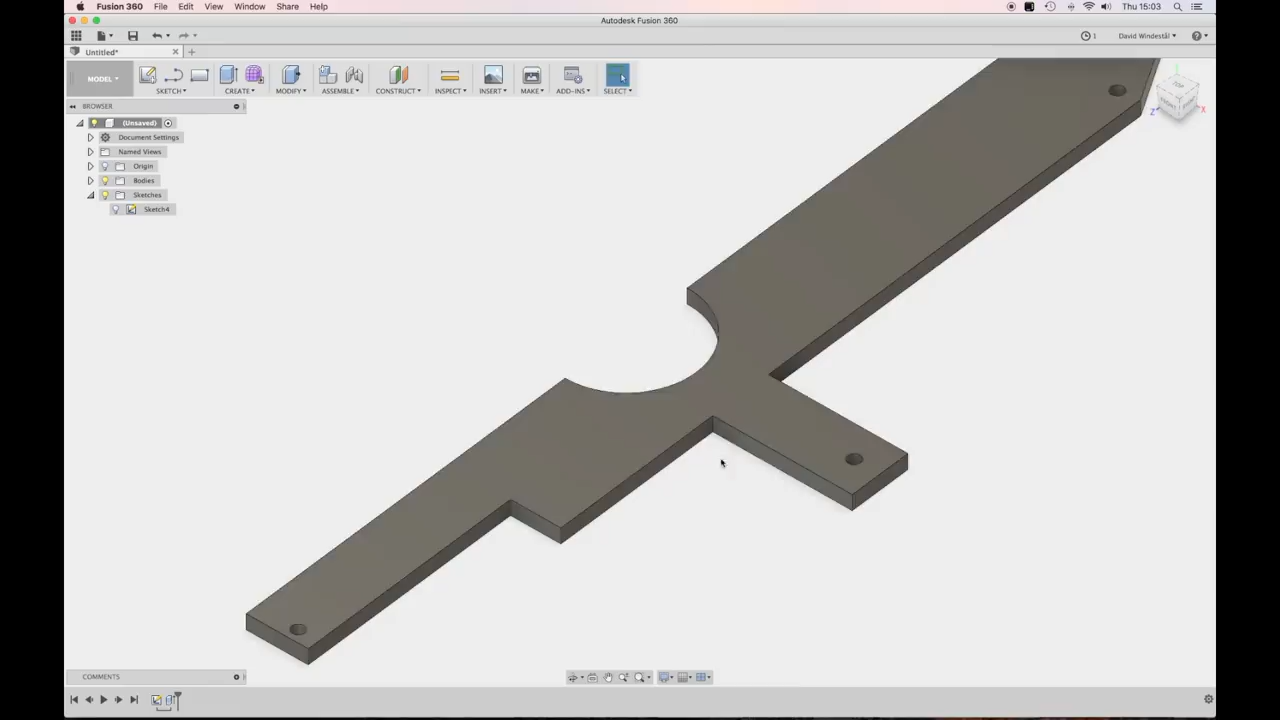 Fusion 360 File Edit View Window Share Help Thu 15:03
Autodesk Fusion 360
David Windestål
1
Untitled*
MODEL
SKETCH CREATE MODIFY ASSEMBLE CONSTRUCT INSPECT INSERT MAKE ADD-INS SELECT
BROWSER
(Unsaved)
Document Settings
Named Views
Origin
Bodies
Sketches
Sketch4
Z
X
COMMENTS